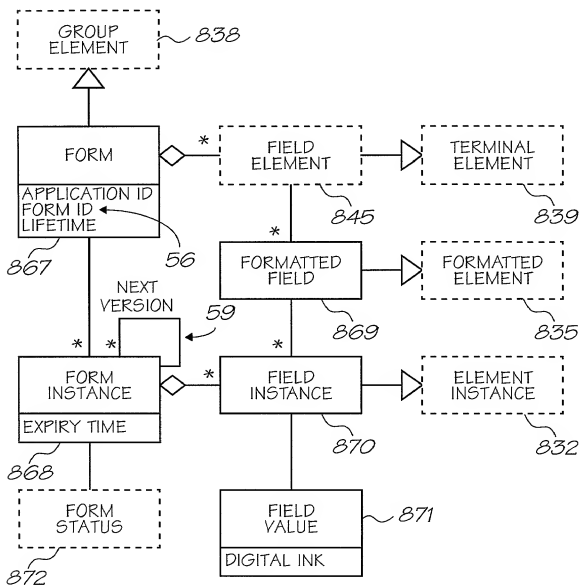 GROUP
ELEMENT
838
FORM
*
FIELD
ELEMENT
TERMINAL
ELEMENT
APPLICATION ID
FORM ID
LIFETIME
867
56
845
839
*
FORMATTED
FIELD
FORMATTED
ELEMENT
869
835
NEXT
VERSION
59
*
*
*
*
FORM
INSTANCE
FIELD
INSTANCE
ELEMENT
INSTANCE
EXPIRY TIME
868
870
832
FORM
STATUS
872
FIELD
VALUE
871
DIGITAL INK